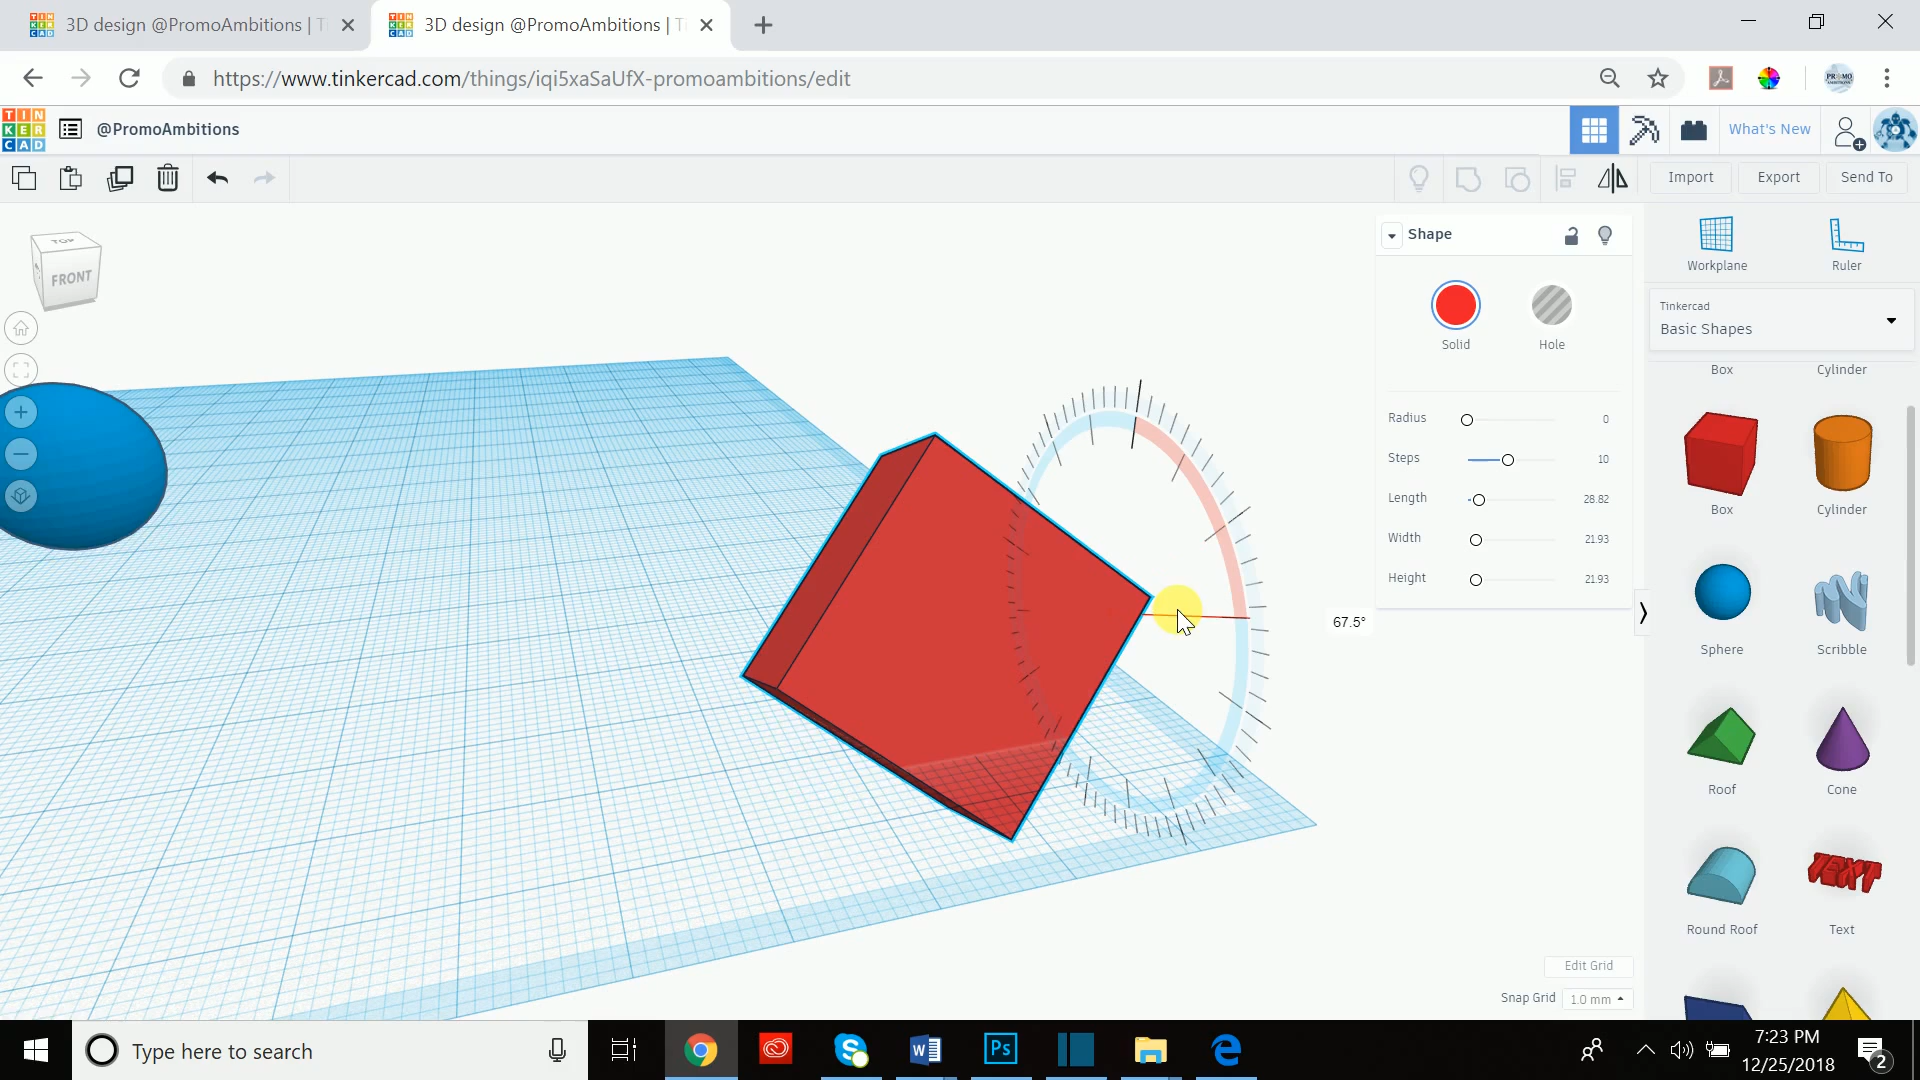 3D design @PromoAmbitions | T
3D design @PromoAmbitions | T
https://www.tinkercad.com/things/iqi5xaSaUfX-promoambitions/edit
PROMO
TIN
KER
CAD
@PromoAmbitions
What's New
Import
Export
Send To
TOP
FRONT
Shape
Solid
Hole
Radius 0
Steps 10
Length 28.82
Width 21.93
Height 21.93
67.5°
Workplane
Ruler
Tinkercad
Basic Shapes
Box
Cylinder
Box
Cylinder
Sphere
Scribble
Roof
Cone
TEXT
Round Roof
Text
Edit Grid
Snap Grid 1.0 mm
Type here to search
W
Ps
7:23 PM
12/25/2018
2